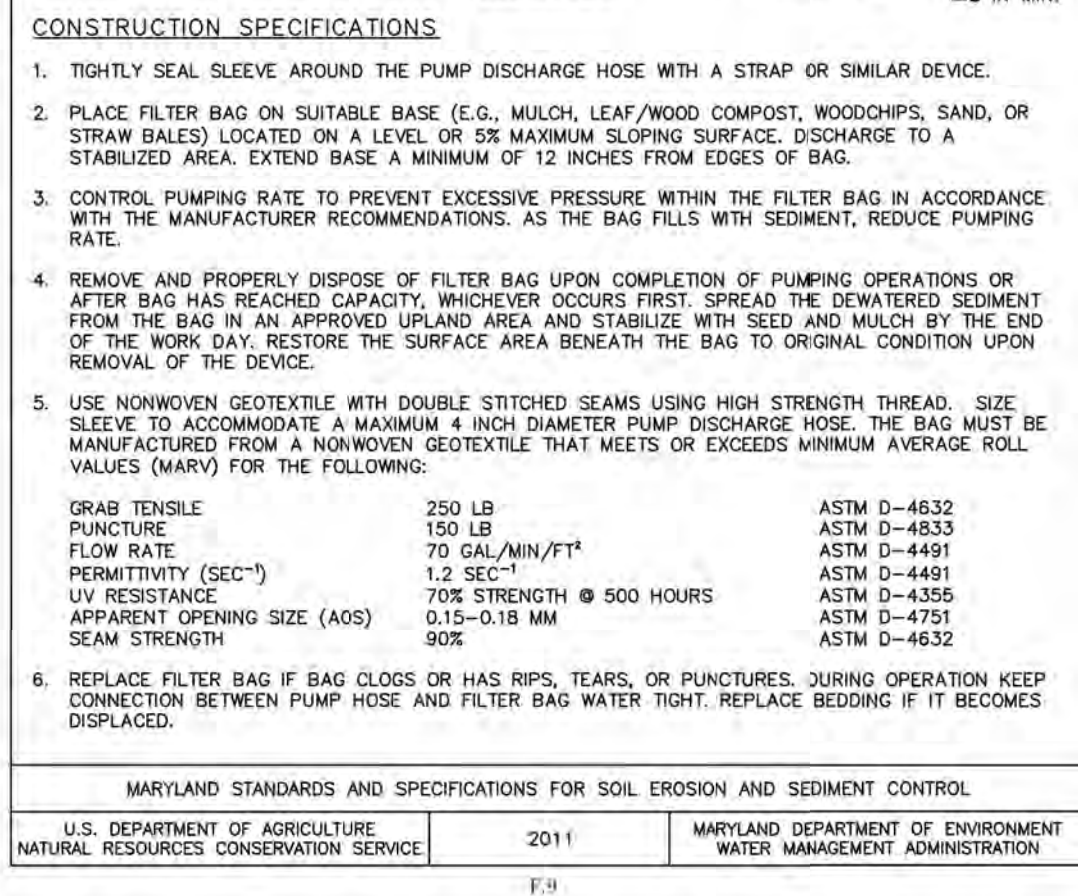 CONSTRUCTION SPECIFICATIONS
1. TIGHTLY SEAL SLEEVE AROUND THE PUMP DISCHARGE HOSE WITH A STRAP OR SIMILAR DEVICE.
2. PLACE FILTER BAG ON SUITABLE BASE (E.G., MULCH, LEAF/WOOD COMPOST, WOODCHIPS, SAND, OR
STRAW BALES) LOCATED ON A LEVEL OR 5% MAXIMUM SLOPING SURFACE. DISCHARGE TO A
STABILIZED AREA. EXTEND BASE A MINIMUM OF 12 INCHES FROM EDGES OF BAG.
3. CONTROL PUMPING RATE TO PREVENT EXCESSIVE PRESSURE WITHIN THE FILTER BAG IN ACCORDANCE
WITH THE MANUFACTURER RECOMMENDATIONS. AS THE BAG FILLS WITH SEDIMENT, REDUCE PUMPING
RATE.
4. REMOVE AND PROPERLY DISPOSE OF FILTER BAG UPON COMPLETION OF PUMPING OPERATIONS OR
AFTER BAG HAS REACHED CAPACITY, WHICHEVER OCCURS FIRST. SPREAD THE DEWATERED SEDIMENT
FROM THE BAG IN AN APPROVED UPLAND AREA AND STABILIZE WITH SEED AND MULCH BY THE END
OF THE WORK DAY. RESTORE THE SURFACE AREA BENEATH THE BAG TO ORIGINAL CONDITION UPON
REMOVAL OF THE DEVICE.
5. USE NONWOVEN GEOTEXTILE WITH DOUBLE STITCHED SEAMS USING HIGH STRENGTH THREAD. SIZE
SLEEVE TO ACCOMMODATE A MAXIMUM 4 INCH DIAMETER PUMP DISCHARGE HOSE. THE BAG MUST BE
MANUFACTURED FROM A NONWOVEN GEOTEXTILE THAT MEETS OR EXCEEDS MINIMUM AVERAGE ROLL
VALUES (MARV) FOR THE FOLLOWING:
GRAB TENSILE 250 LB ASTM D-4632
PUNCTURE 150 LB ASTM D-4833
FLOW RATE 70 GAL/MIN/FT² ASTM D-4491
PERMITTIVITY (SEC⁻¹) 1.2 SEC⁻¹ ASTM D-4491
UV RESISTANCE 70% STRENGTH @ 500 HOURS ASTM D-4355
APPARENT OPENING SIZE (AOS) 0.15-0.18 MM ASTM D-4751
SEAM STRENGTH 90% ASTM D-4632
6. REPLACE FILTER BAG IF BAG CLOGS OR HAS RIPS, TEARS, OR PUNCTURES. DURING OPERATION KEEP
CONNECTION BETWEEN PUMP HOSE AND FILTER BAG WATER TIGHT. REPLACE BEDDING IF IT BECOMES
DISPLACED.
MARYLAND STANDARDS AND SPECIFICATIONS FOR SOIL EROSION AND SEDIMENT CONTROL
U.S. DEPARTMENT OF AGRICULTURE
NATURAL RESOURCES CONSERVATION SERVICE
2011
MARYLAND DEPARTMENT OF ENVIRONMENT
WATER MANAGEMENT ADMINISTRATION
F.9